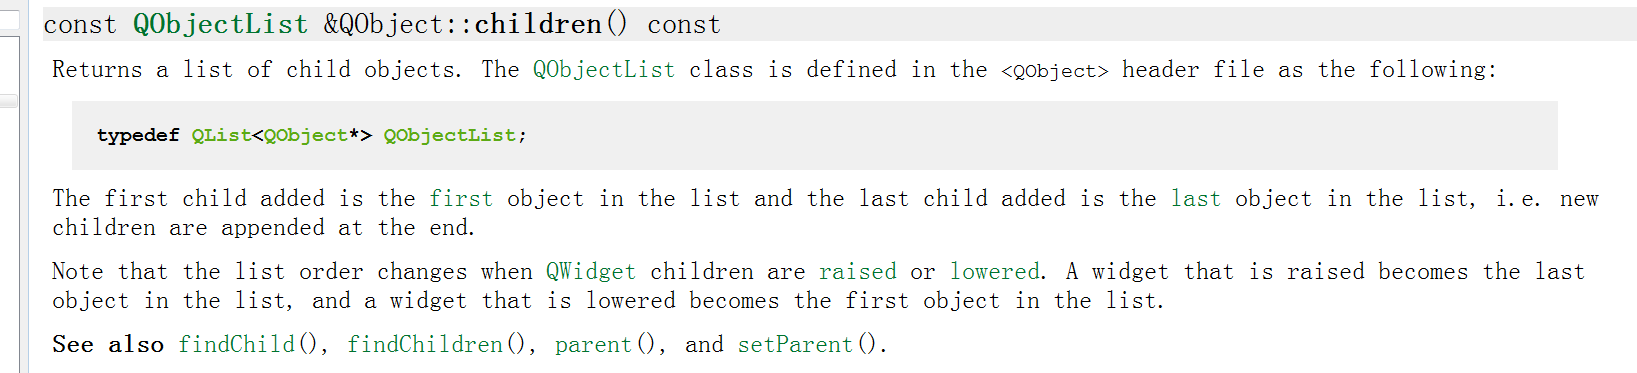 const QObjectList &QObject::children() const
Returns a list of child objects. The QObjectList class is defined in the <QObject> header file as the following:
typedef QList<QObject*> QObjectList;
The first child added is the first object in the list and the last child added is the last object in the list, i.e. new
children are appended at the end.
Note that the list order changes when QWidget children are raised or lowered. A widget that is raised becomes the last
object in the list, and a widget that is lowered becomes the first object in the list.
See also findChild(), findChildren(), parent(), and setParent().